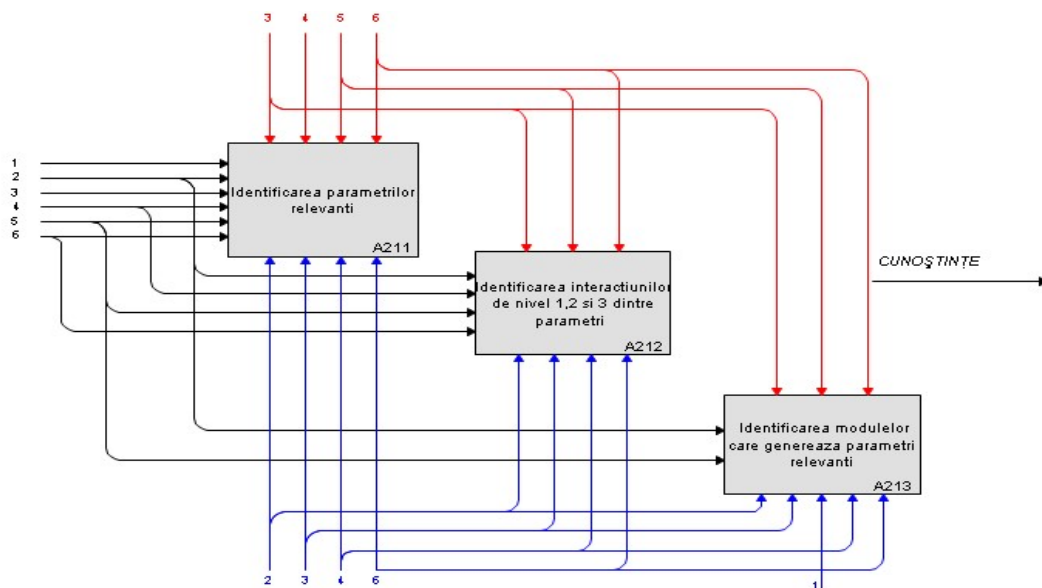 3 4 5 6
1
2
3
4
5
6
Identificarea parametrilor
relevanti
A211
CUNOŞTINŢE
Identificarea interactiunilor
de nivel 1,2 si 3 dintre
parametri
A212
Identificarea modulelor
care genereaza parametri
relevanti
A213
2 3 4 6 1